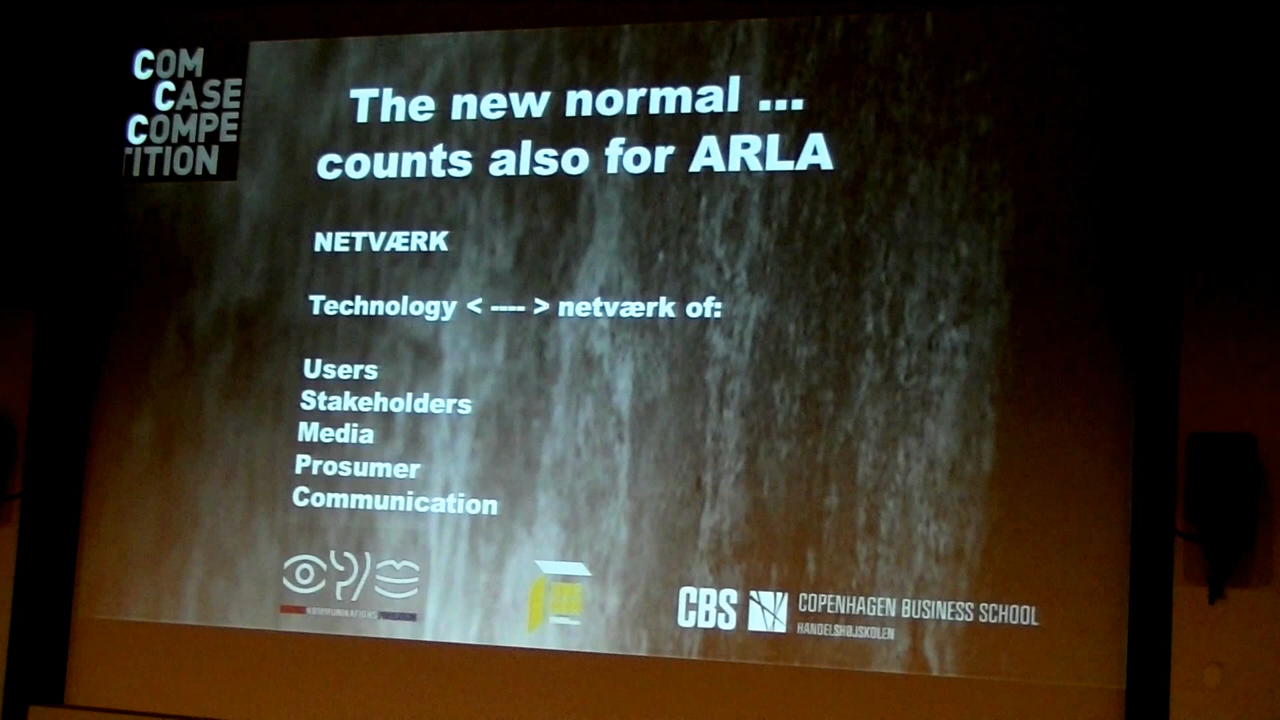 COM
CASE
COMPE
TITION
The new normal ...
counts also for ARLA
NETVÆRK
Technology < ---- > netværk of:
Users
Stakeholders
Media
Prosumer
Communication
KOMMUNIKATIONS
CBS
COPENHAGEN BUSINESS SCHOOL
HANDELSHØJSKOLEN